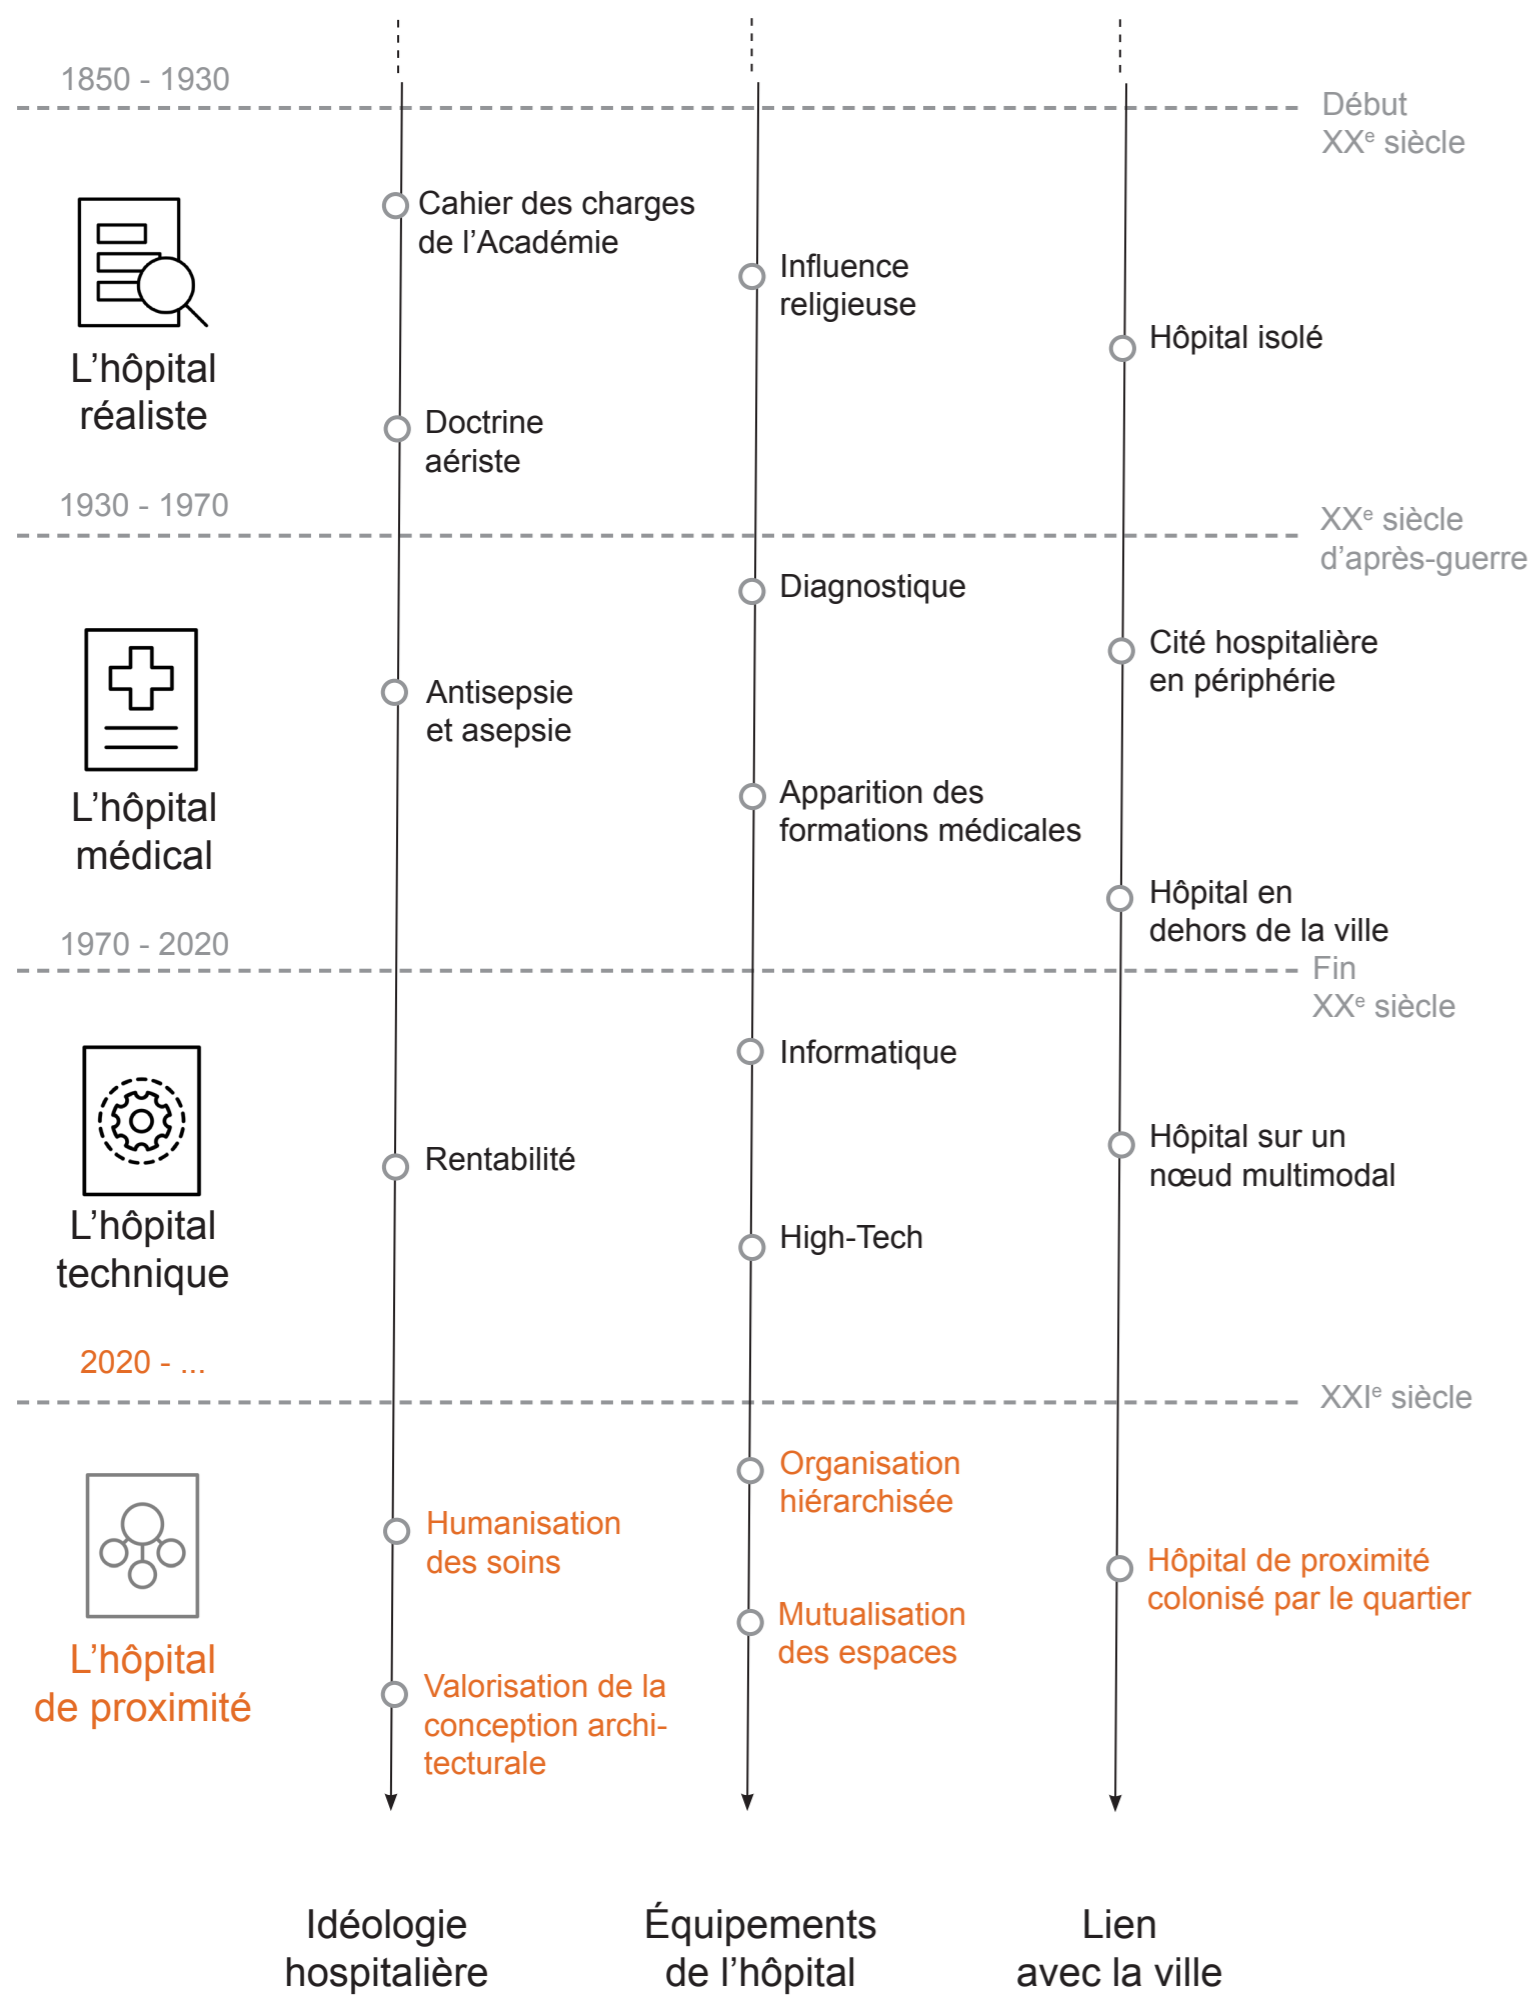 1850 - 1930
Début
XXe siècle
Cahier des charges
de l’Académie
Influence
religieuse
Hôpital isolé
L’hôpital
réaliste
Doctrine
aériste
1930 - 1970
XXe siècle
d’après-guerre
Diagnostique
Cité hospitalière
en périphérie
Antisepsie
et asepsie
L’hôpital
médical
Apparition des
formations médicales
Hôpital en
dehors de la ville
1970 - 2020
Fin
XXe siècle
Informatique
Hôpital sur un
nœud multimodal
Rentabilité
L’hôpital
technique
High-Tech
2020 - ...
XXIe siècle
Organisation
hiérarchisée
Humanisation
des soins
Hôpital de proximité
colonisé par le quartier
Mutualisation
des espaces
L’hôpital
de proximité
Valorisation de la
conception archi-
tecturale
Idéologie
hospitalière
Équipements
de l’hôpital
Lien
avec la ville